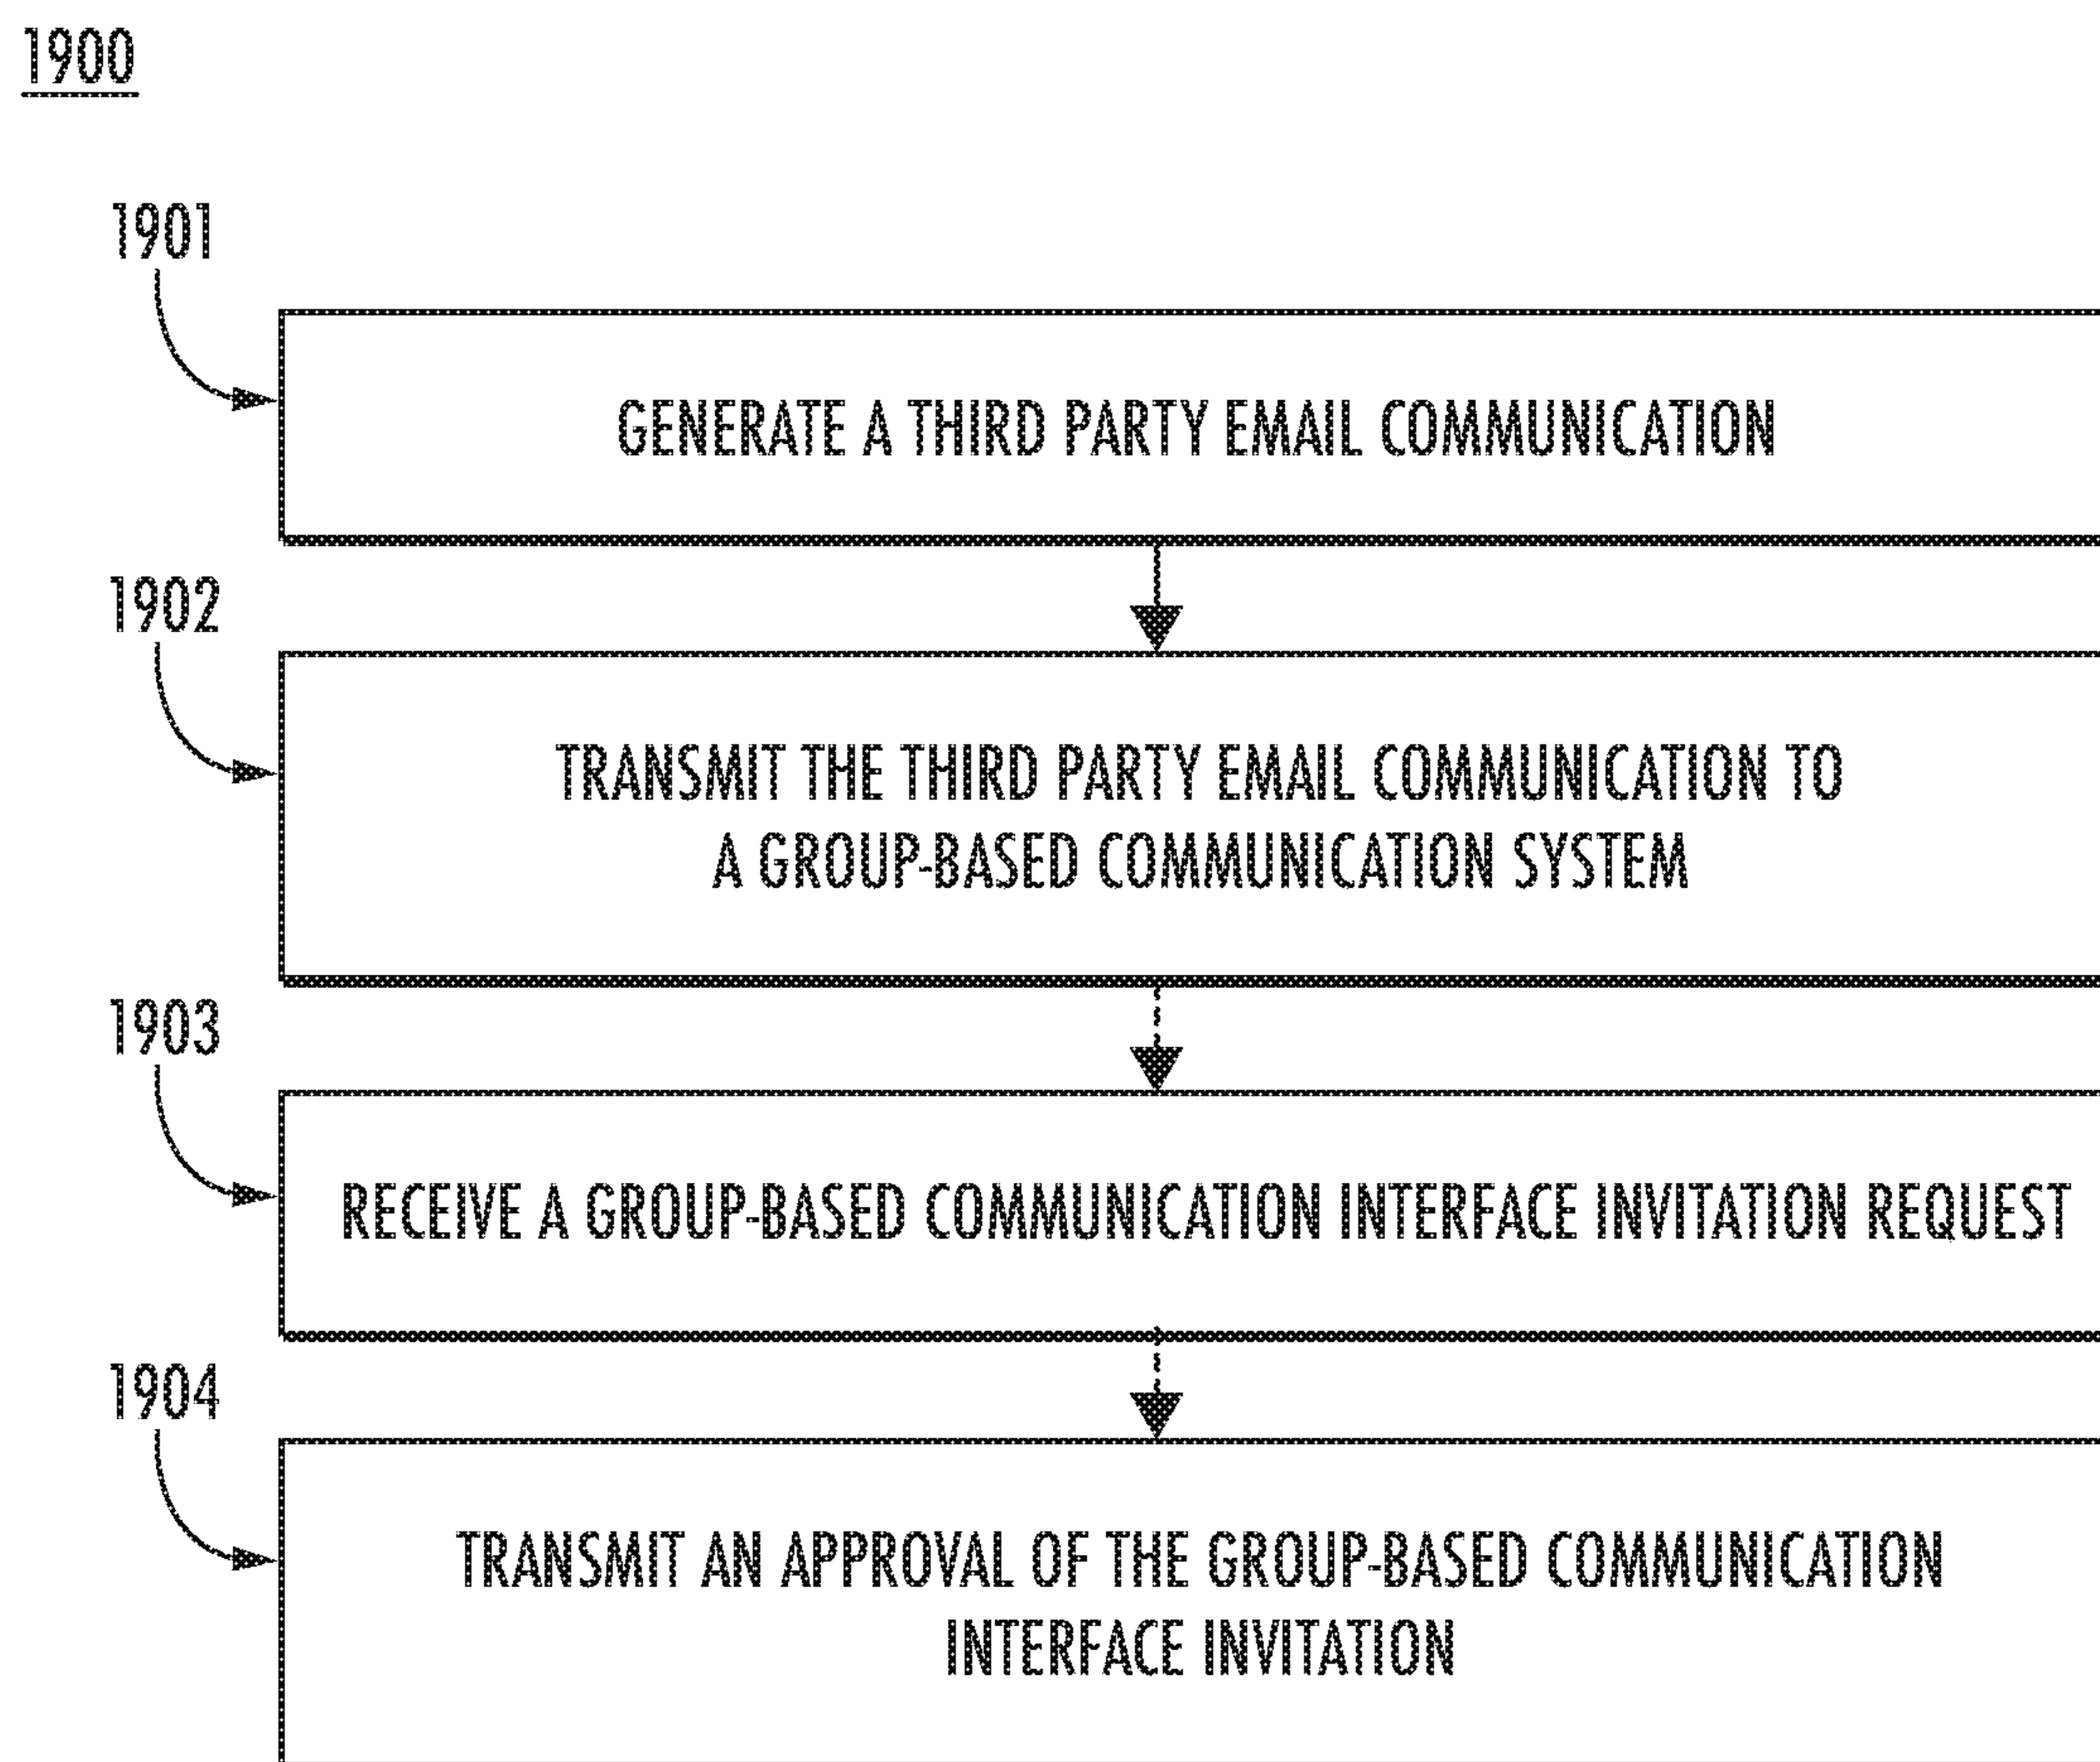 1900
1901
GENERATE A THIRD PARTY EMAIL COMMUNICATION
1902
TRANSMIT THE THIRD PARTY EMAIL COMMUNICATION TO
A GROUP-BASED COMMUNICATION SYSTEM
1903
RECEIVE A GROUP-BASED COMMUNICATION INTERFACE INVITATION REQUEST
1904
TRANSMIT AN APPROVAL OF THE GROUP-BASED COMMUNICATION
INTERFACE INVITATION